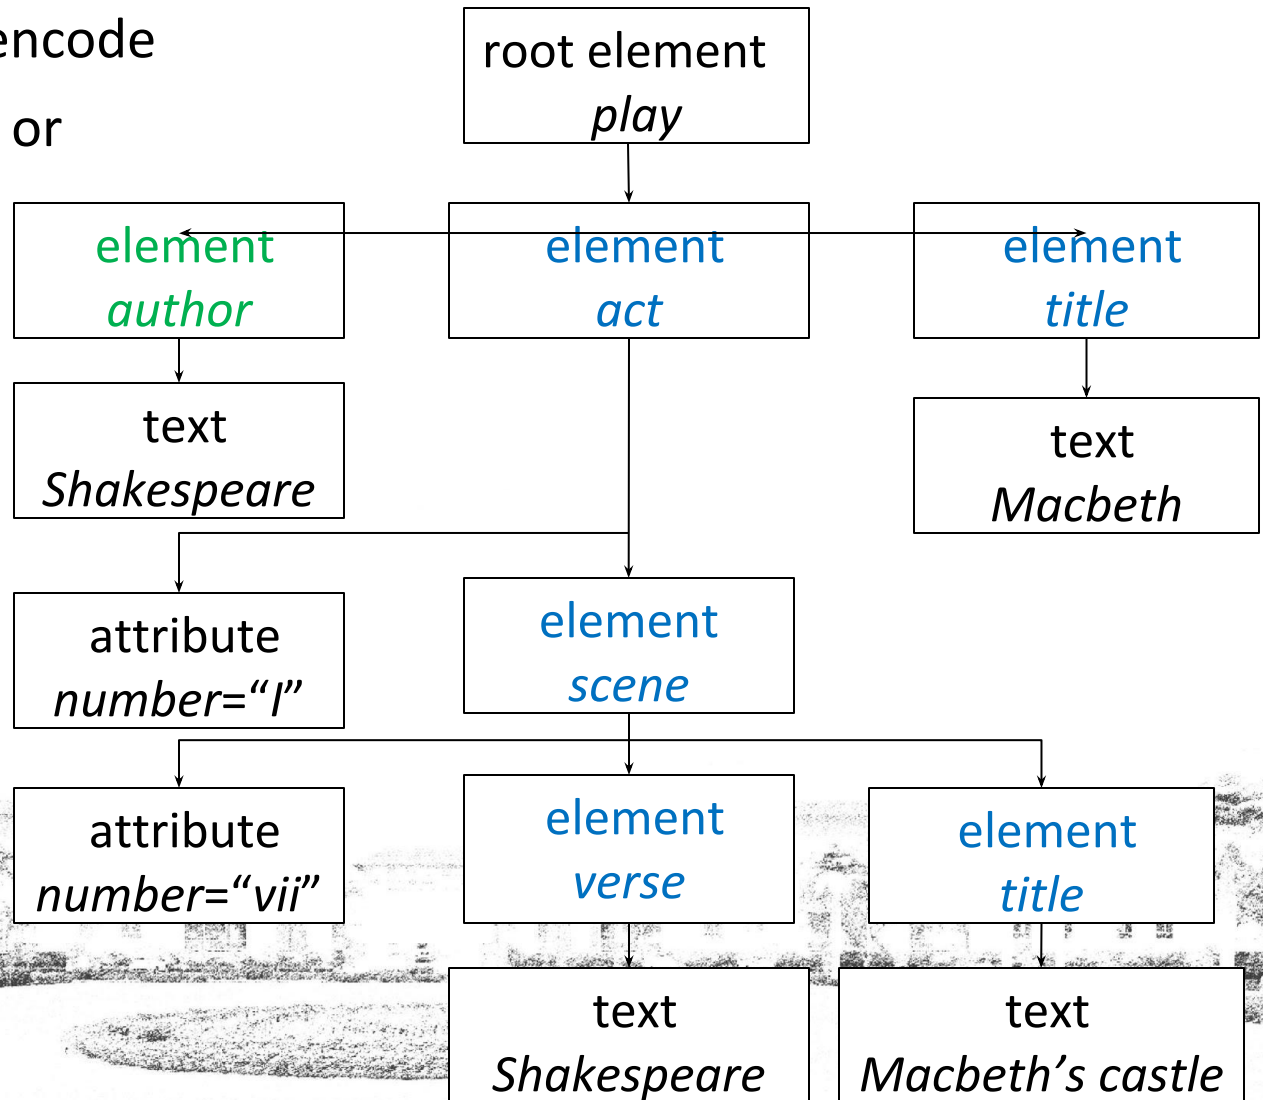 encode
or
root element
play
element
author
element
act
element
title
text
Shakespeare
text
Macbeth
attribute
number=“I”
element
scene
attribute
number=“vii”
element
verse
element
title
text
Shakespeare
text
Macbeth’s castle